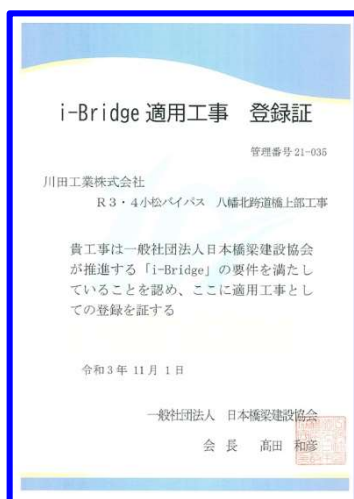 i-Bridge 適用工事 登録証
管理番号 21-035
川田工業株式会社
R3・4小松バイパス 八幡北跨道橋上部工事
貴工事は一般社団法人日本橋梁建設協会
が推進する「i-Bridge」の要件を満たし
ていることを認め、ここに適用工事とし
ての登録を証する
令和3年 11月 1日
一般社団法人 日本橋梁建設協会
会 長 髙田 和彦